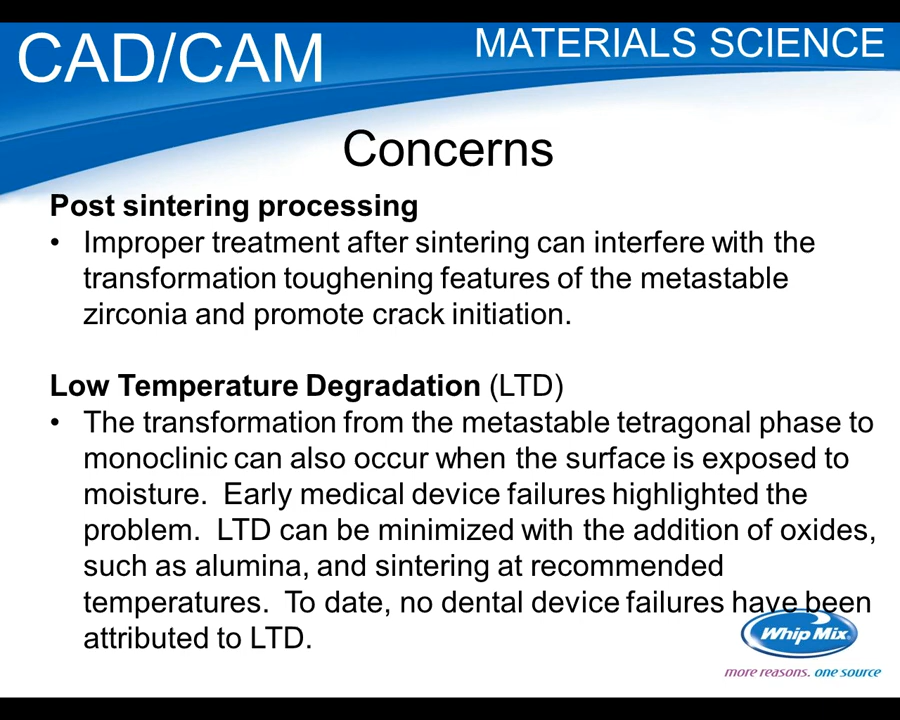 CAD/CAM
MATERIALS SCIENCE
Concerns
Post sintering processing
• Improper treatment after sintering can interfere with the
transformation toughening features of the metastable
zirconia and promote crack initiation.
Low Temperature Degradation (LTD)
• The transformation from the metastable tetragonal phase to
monoclinic can also occur when the surface is exposed to
moisture.  Early medical device failures highlighted the
problem.  LTD can be minimized with the addition of oxides,
such as alumina, and sintering at recommended
temperatures.  To date, no dental device failures have been
attributed to LTD.
Whip Mix
more reasons. one source